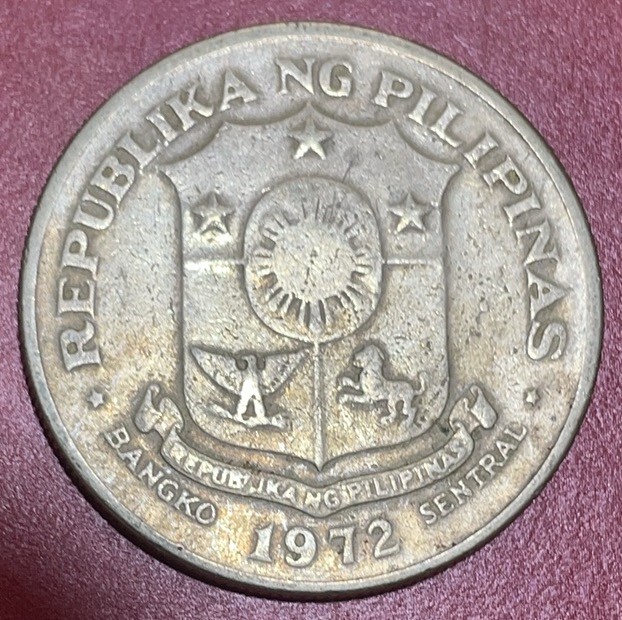 REPUBLIKA NG PILIPINAS
REPUBLIKA NG PILIPINAS
BANGKO SENTRAL
1972